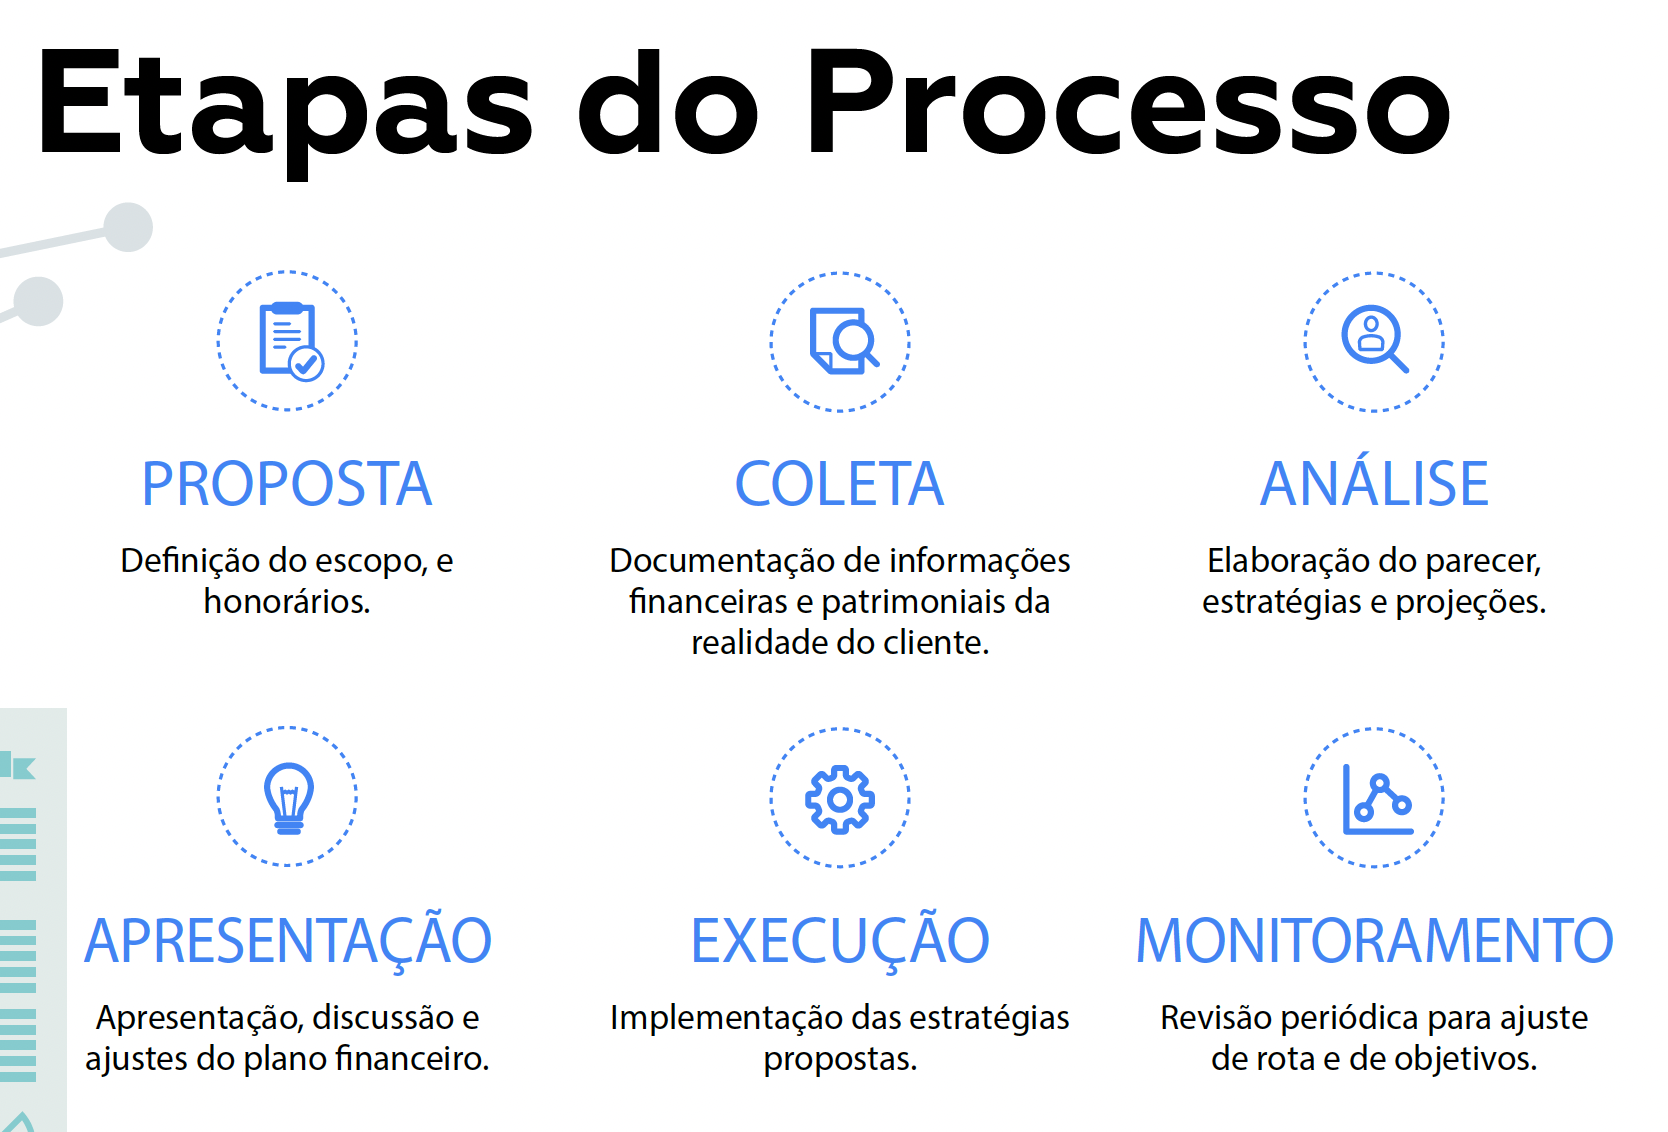 Etapas do Processo
PROPOSTA
Definição do escopo, e
honorários.
COLETA
Documentação de informações
financeiras e patrimoniais da
realidade do cliente.
ANÁLISE
Elaboração do parecer,
estratégias e projeções.
APRESENTAÇÃO
Apresentação, discussão e
ajustes do plano financeiro.
EXECUÇÃO
Implementação das estratégias
propostas.
MONITORAMENTO
Revisão periódica para ajuste
de rota e de objetivos.